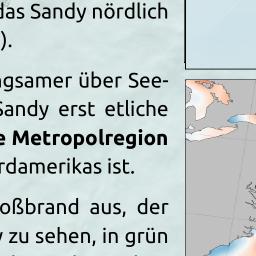 das Sandy nördlich
).
ngsamer über See-
Sandy erst etliche
e Metropolregion
rdamerikas ist.
oßbrand aus, der
y zu sehen, in grün